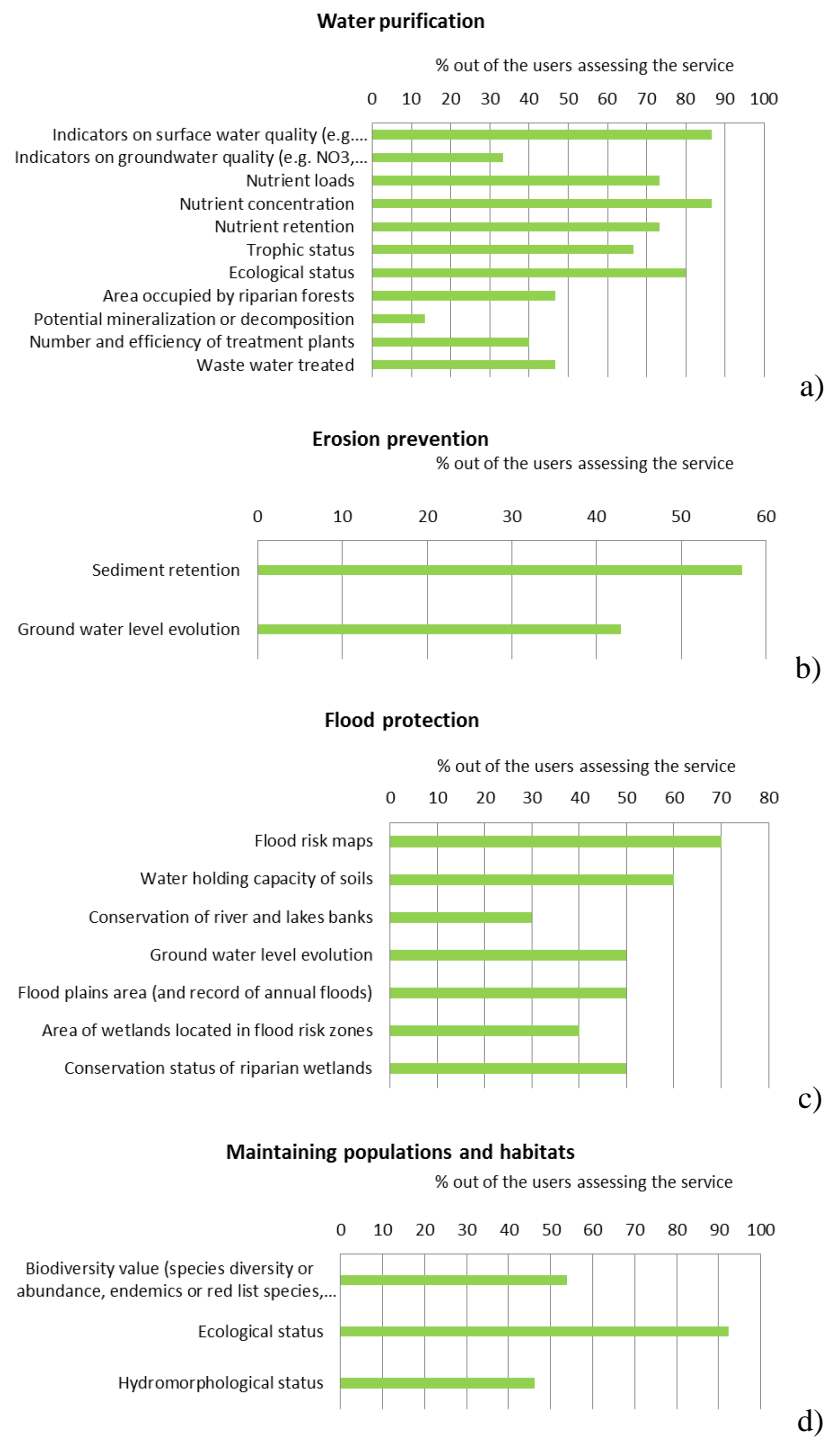 Water purification
% out of the users assessing the service
0 10 20 30 40 50 60 70 80 90 100
Indicators on surface water quality (e.g....
Indicators on groundwater quality (e.g. NO3,...
Nutrient loads
Nutrient concentration
Nutrient retention
Trophic status
Ecological status
Area occupied by riparian forests
Potential mineralization or decomposition
Number and efficiency of treatment plants
Waste water treated
a)
Erosion prevention
% out of the users assessing the service
0 10 20 30 40 50 60
Sediment retention
Ground water level evolution
b)
Flood protection
% out of the users assessing the service
0 10 20 30 40 50 60 70 80
Flood risk maps
Water holding capacity of soils
Conservation of river and lakes banks
Ground water level evolution
Flood plains area (and record of annual floods)
Area of wetlands located in flood risk zones
Conservation status of riparian wetlands
c)
Maintaining populations and habitats
% out of the users assessing the service
0 10 20 30 40 50 60 70 80 90 100
Biodiversity value (species diversity or
abundance, endemics or red list species,...
Ecological status
Hydromorphological status
d)